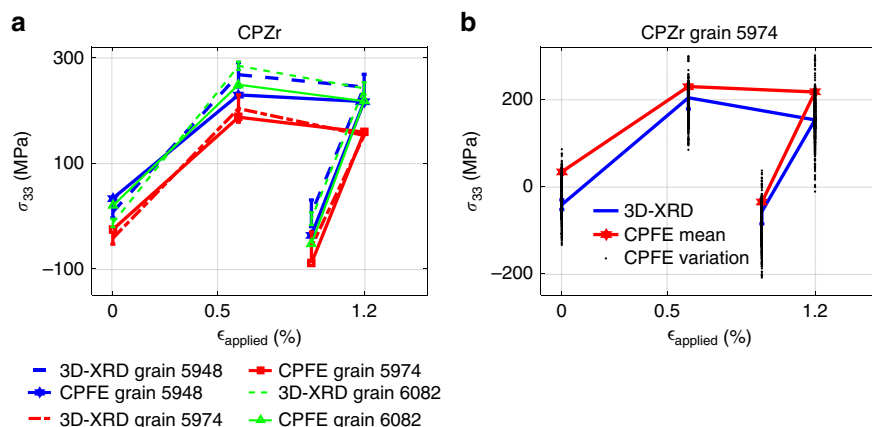 a
CPZr
300
100
−100
σ33 (MPa)
0
0.5
1.2
ϵapplied (%)
3D-XRD grain 5948
CPFE grain 5974
CPFE grain 5948
3D-XRD grain 6082
3D-XRD grain 5974
CPFE grain 6082
b
CPZr grain 5974
200
0
−200
σ33 (MPa)
3D-XRD
CPFE mean
CPFE variation
0
0.5
1.2
ϵapplied (%)